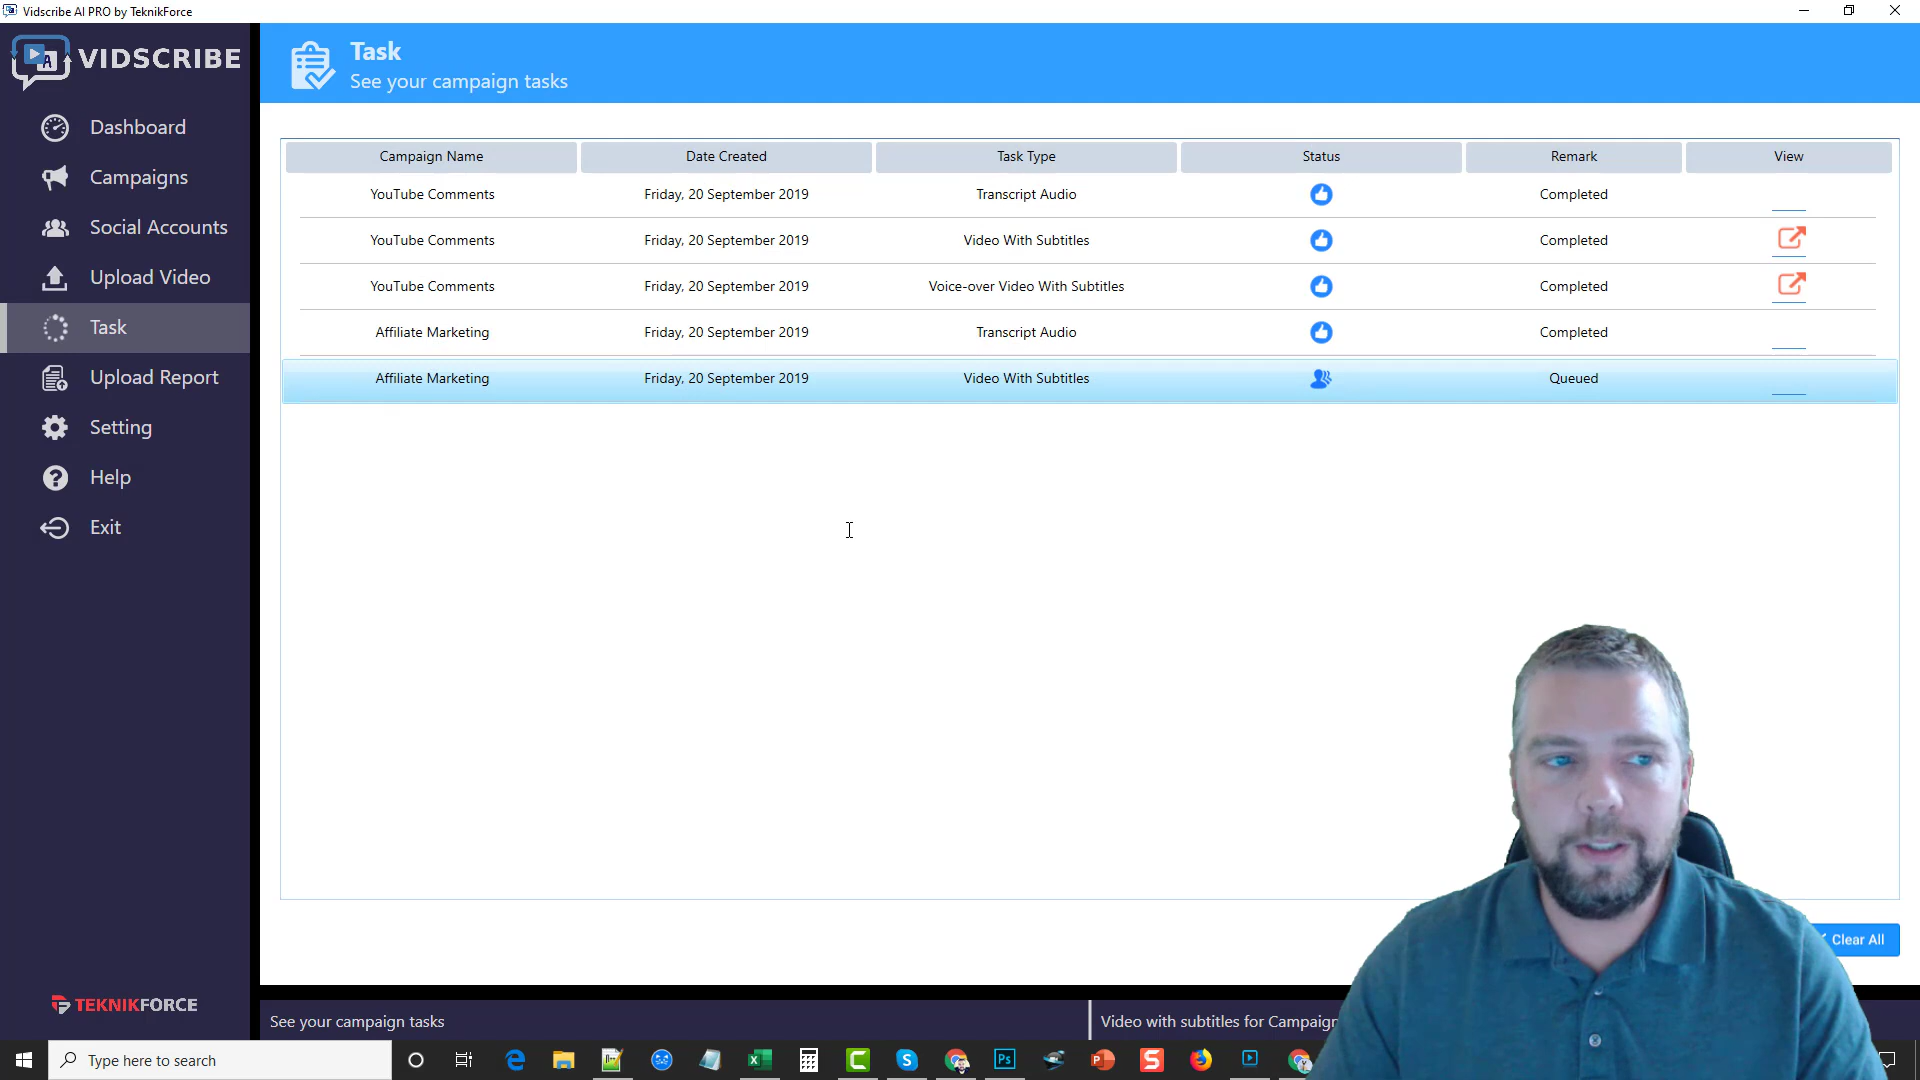 Vidscribe AI PRO by TeknikForce
VIDSCRIBE
Task
See your campaign tasks
Dashboard
Campaigns
Social Accounts
Upload Video
Task
Upload Report
Setting
Help
Exit
Campaign Name Date Created Task Type Status Remark View
YouTube Comments Friday, 20 September 2019 Transcript Audio Completed
YouTube Comments Friday, 20 September 2019 Video With Subtitles Completed
YouTube Comments Friday, 20 September 2019 Voice-over Video With Subtitles Completed
Affiliate Marketing Friday, 20 September 2019 Transcript Audio Completed
Affiliate Marketing Friday, 20 September 2019 Video With Subtitles Queued
Clear All
TEKNIKFORCE
See your campaign tasks
Video with subtitles for Campaign
Type here to search